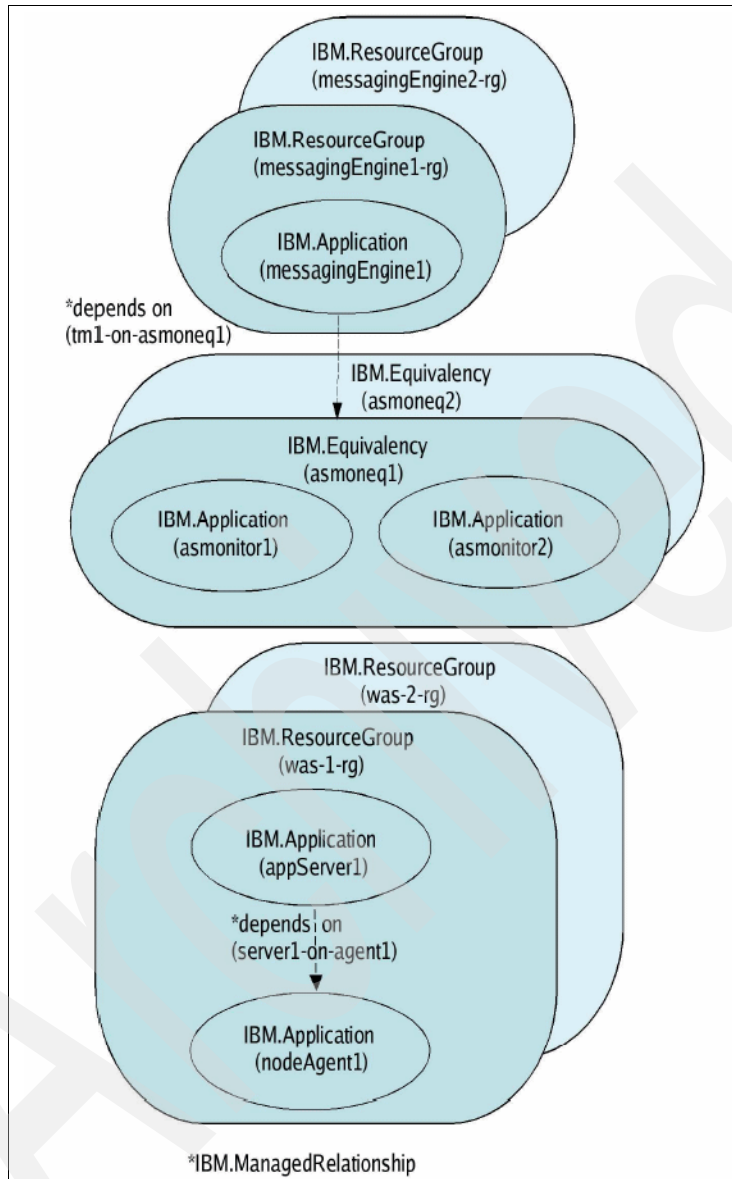 IBM.ResourceGroup
(messagingEngine2-rg)
IBM.ResourceGroup
(messagingEngine1-rg)
IBM.Application
(messagingEngine1)
*depends on
(tm1-on-asmoneq1)
IBM.Equivalency
(asmoneq2)
IBM.Equivalency
(asmoneq1)
IBM.Application
(asmonitor1)
IBM.Application
(asmonitor2)
IBM.ResourceGroup
(was-2-rg)
IBM.ResourceGroup
(was-1-rg)
IBM.Application
(appServer1)
*depends on
(server1-on-agent1)
IBM.Application
(nodeAgent1)
*IBM.ManagedRelationship
Archived